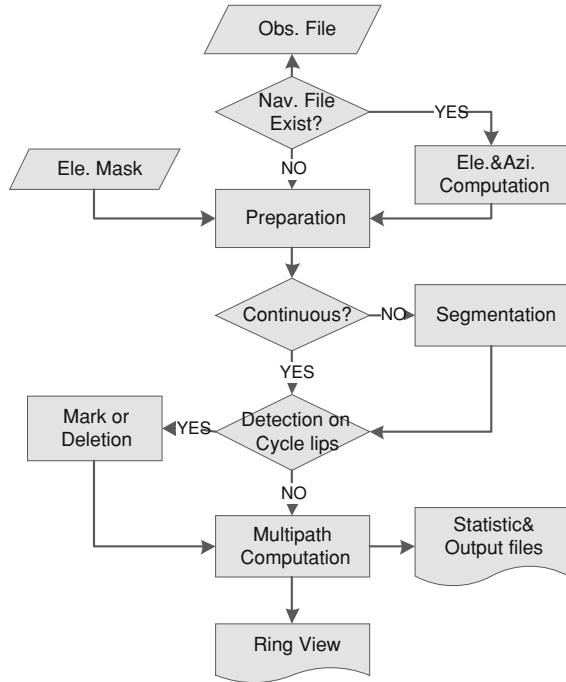 Obs. File
Nav. File
Exist?
YES
NO
Ele. Mask
Ele.&Azi.
Computation
Preparation
Continuous?
NO
Segmentation
YES
Mark or
Deletion
YES
Detection on
Cycle lips
NO
Multipath
Computation
Statistic&
Output files
Ring View